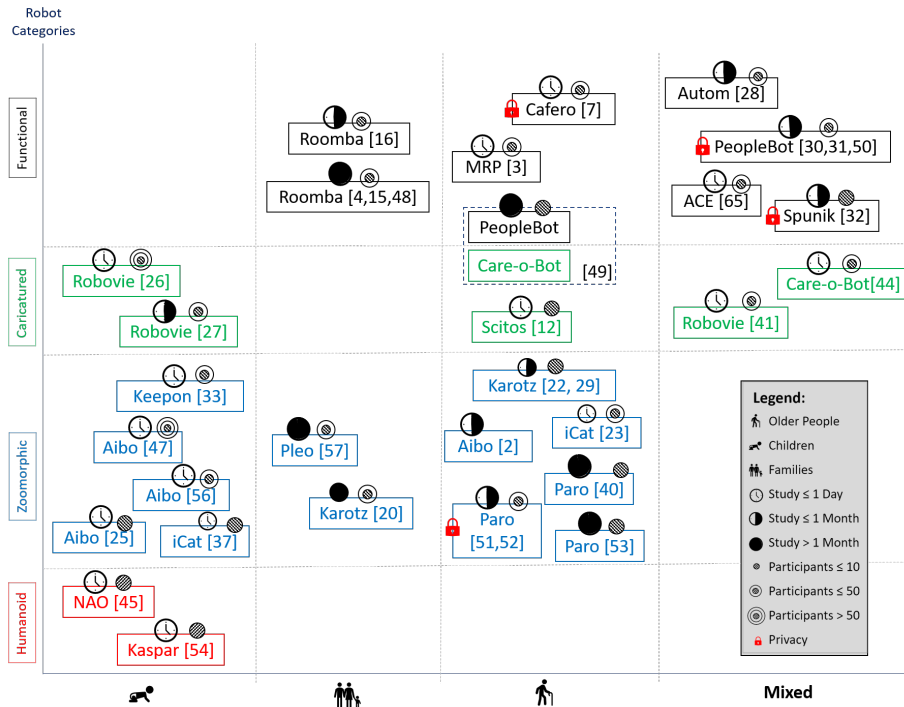 Robot
Categories
Functional
Autom [28]
Cafero [7]
Roomba [16]
PeopleBot [30,31,50]
MRP [3]
Roomba [4,15,48]
ACE [65]
Spunik [32]
PeopleBot
Caricatured
Care-o-Bot
[49]
Robovie [26]
Care-o-Bot[44]
Robovie [27]
Scitos [12]
Robovie [41]
Zoomorphic
Keepon [33]
Karotz [22, 29]
Aibo [47]
Pleo [57]
Aibo [2]
iCat [23]
Aibo [56]
Karotz [20]
Paro [40]
Aibo [25]
iCat [37]
Paro
[51,52]
Paro [53]
Humanoid
NAO [45]
Kaspar [54]
Legend:
Older People
Children
Families
Study ≤ 1 Day
Study ≤ 1 Month
Study > 1 Month
Participants ≤ 10
Participants ≤ 50
Participants > 50
Privacy
Mixed